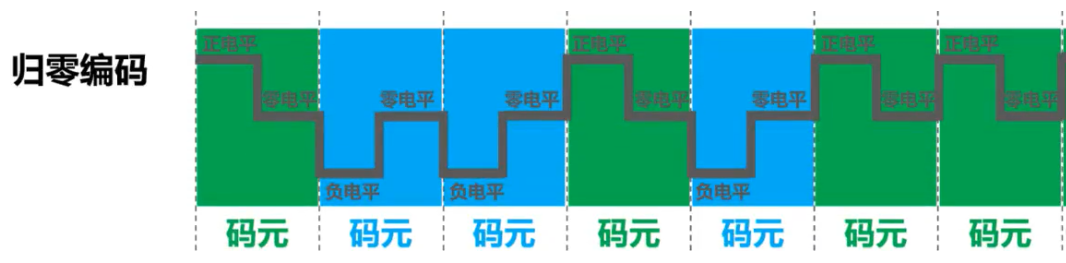 归零编码
正电平 正电平 正电平 正电平
零电平 零电平 零电平 零电平 零电平 零电平 零电平
负电平 负电平 负电平
码元 码元 码元 码元 码元 码元 码元